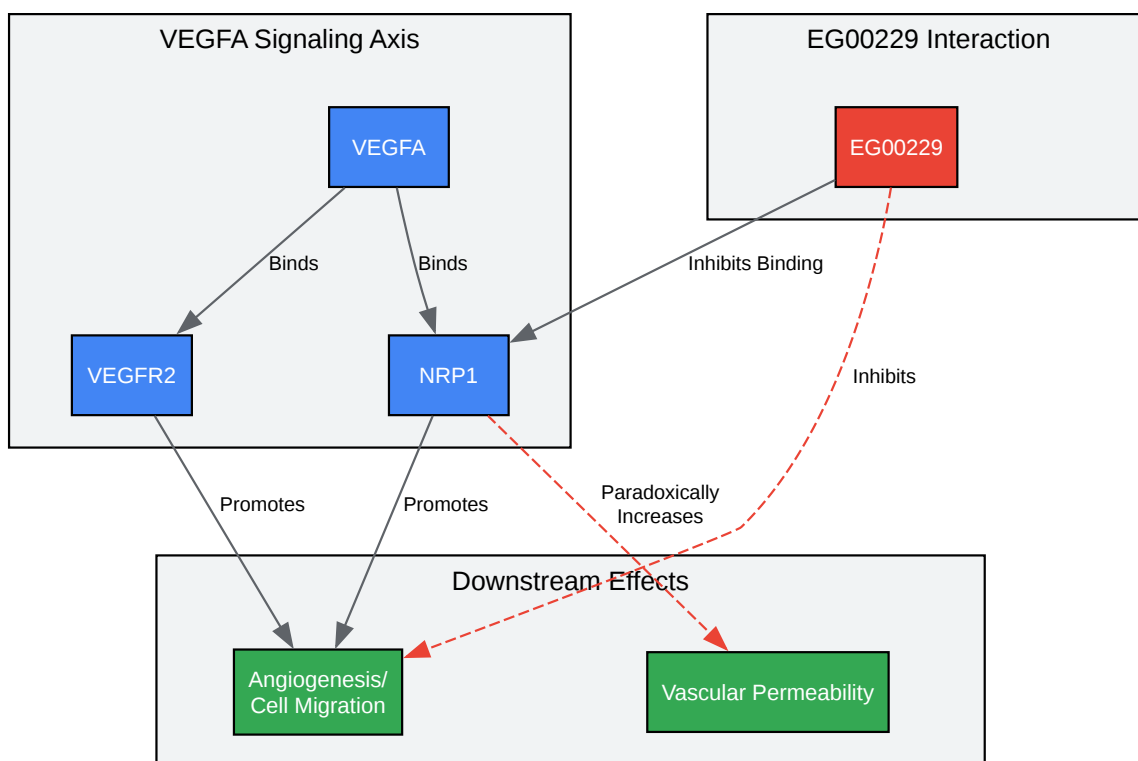 VEGFA Signaling Axis
EG00229 Interaction
VEGFA
EG00229
Binds
Binds
Inhibits Binding
VEGFR2
NRP1
Inhibits
Promotes
Promotes
Paradoxically
Increases
Downstream Effects
Angiogenesis/
Cell Migration
Vascular Permeability